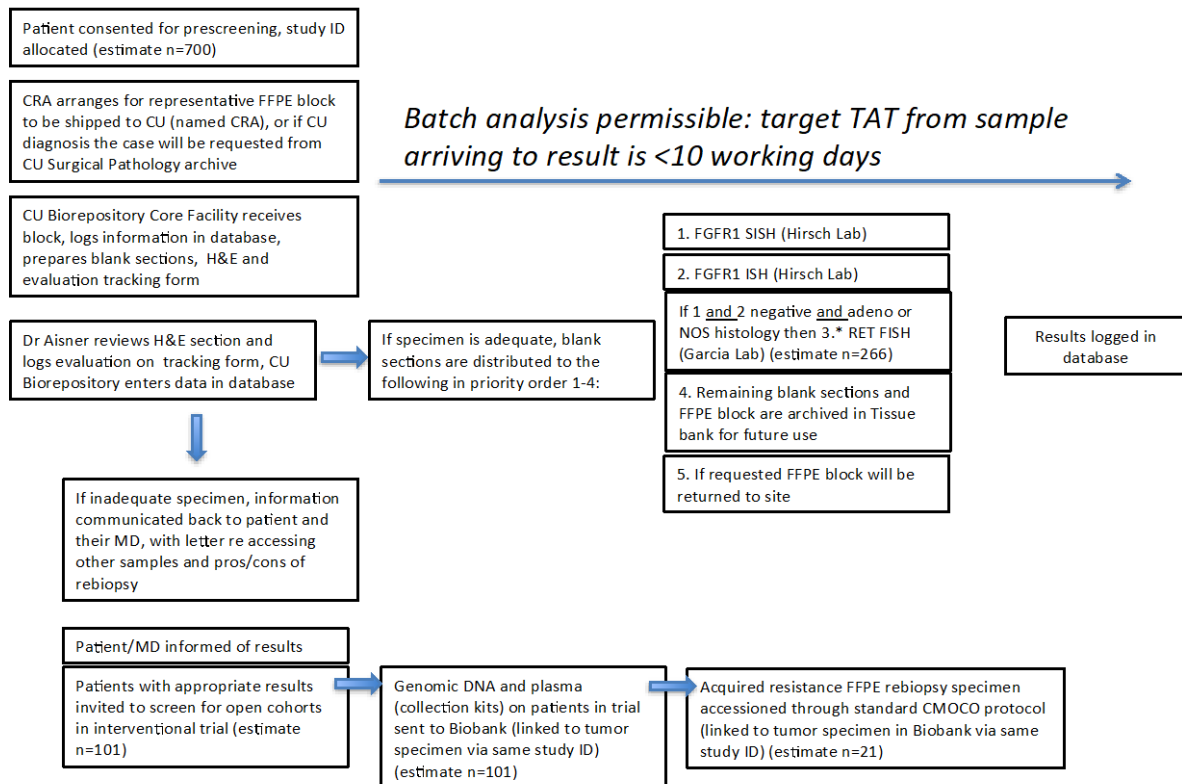 Patient consented for prescreening, study ID
allocated (estimate n=700)
CRA arranges for representative FFPE block
to be shipped to CU (named CRA), or if CU
diagnosis the case will be requested from
CU Surgical Pathology archive
Batch analysis permissible: target TAT from sample
arriving to result is <10 working days
CU Biorepository Core Facility receives
block, logs information in database,
prepares blank sections, H&E and
evaluation tracking form
Dr Aisner reviews H&E section and
logs evaluation on tracking form, CU
Biorepository enters data in database
If specimen is adequate, blank
sections are distributed to the
following in priority order 1-4:
1. FGFR1 SISH (Hirsch Lab)
2. FGFR1 ISH (Hirsch Lab)
If 1 and 2 negative and adeno or
NOS histology then 3.* RET FISH
(Garcia Lab) (estimate n=266)
4. Remaining blank sections and
FFPE block are archived in Tissue
bank for future use
5. If requested FFPE block will be
returned to site
Results logged in
database
If inadequate specimen, information
communicated back to patient and
their MD, with letter re accessing
other samples and pros/cons of
rebiopsy
Patient/MD informed of results
Patients with appropriate results
invited to screen for open cohorts
in interventional trial (estimate
n=101)
Genomic DNA and plasma
(collection kits) on patients in trial
sent to Biobank (linked to tumor
specimen via same study ID)
(estimate n=101)
Acquired resistance FFPE rebiopsy specimen
accessioned through standard CMOCO protocol
(linked to tumor specimen in Biobank via same
study ID) (estimate n=21)